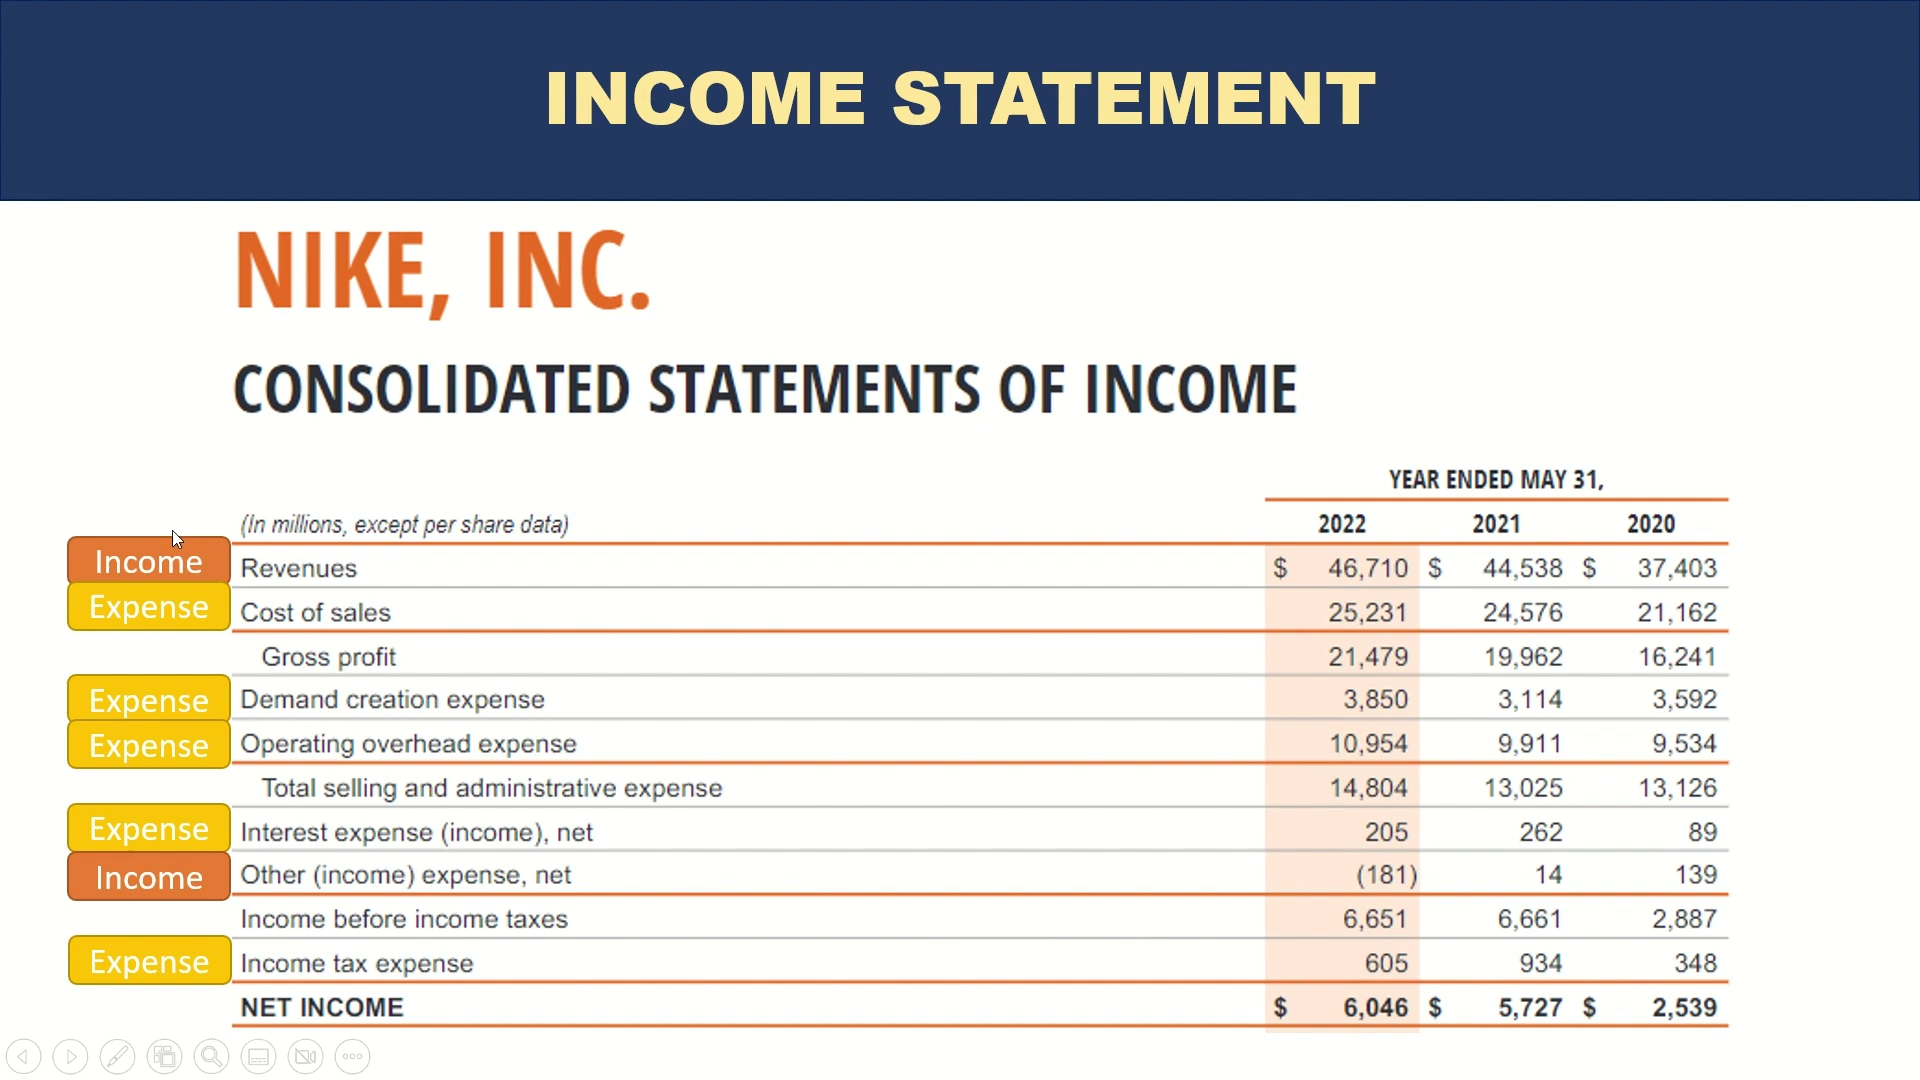 INCOME STATEMENT
NIKE, INC.
CONSOLIDATED STATEMENTS OF INCOME
YEAR ENDED MAY 31,
(In millions, except per share data) 2022 2021 2020
Income Revenues $ 46,710 $ 44,538 $ 37,403
Expense Cost of sales 25,231 24,576 21,162
Gross profit 21,479 19,962 16,241
Expense Demand creation expense 3,850 3,114 3,592
Expense Operating overhead expense 10,954 9,911 9,534
Total selling and administrative expense 14,804 13,025 13,126
Expense Interest expense (income), net 205 262 89
Income Other (income) expense, net (181) 14 139
Income before income taxes 6,651 6,661 2,887
Expense Income tax expense 605 934 348
NET INCOME $ 6,046 $ 5,727 $ 2,539